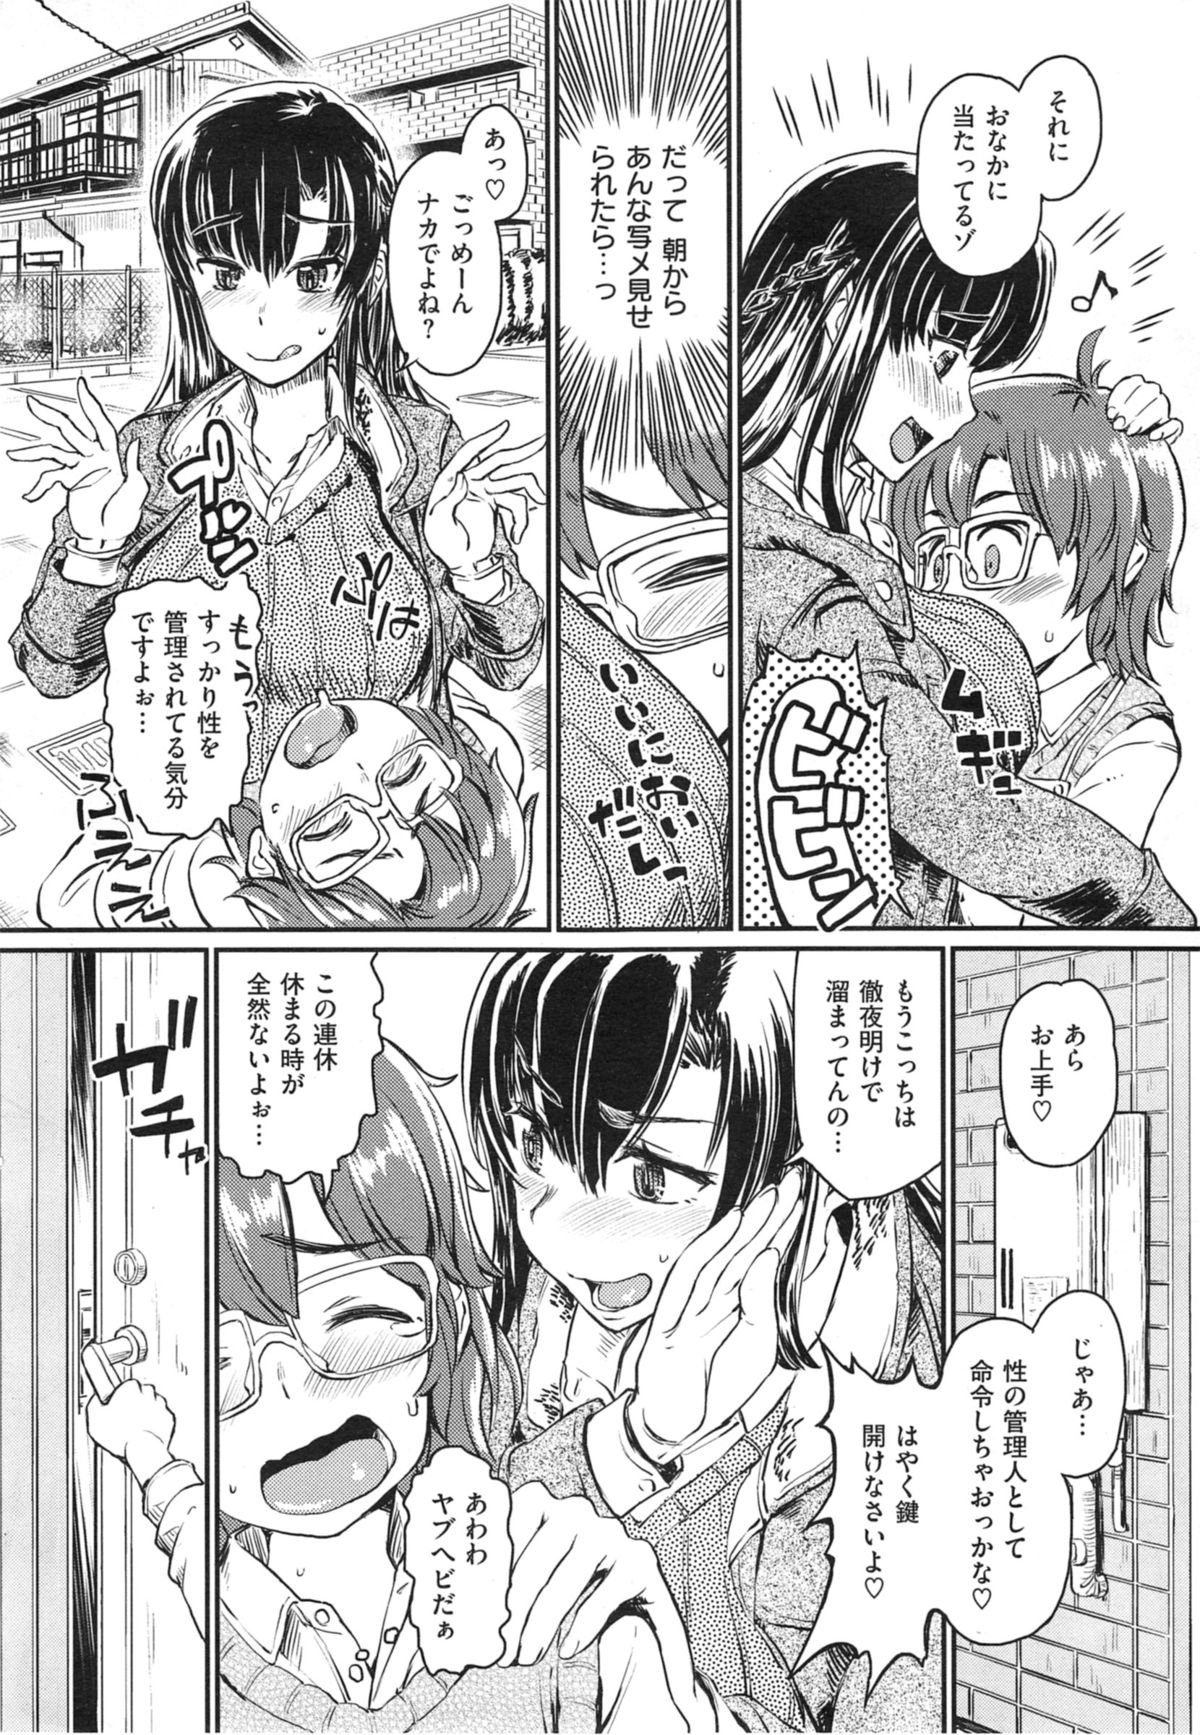 それに
おなかに
当たってるゾ
ムギュ
ビビン
だって 朝から
あんな写メ見せ
られたら…っ
いいにおい
だし…っ
あっ♡
ごっめーん
ナカでよね？
ぷは
もうっ
すっかり性を
管理されてる気分
ですよぉ…
あら
お上手♡
じゃあ…
性の管理人として
命令しちゃおっかな♡
もうこっちは
徹夜明けで
溜まってんの…
はやく鍵
開けなさいよ♡
この連休
休まる時が
全然ないよぉ…
あわわ
ヤブヘビだぁ
ガチャ